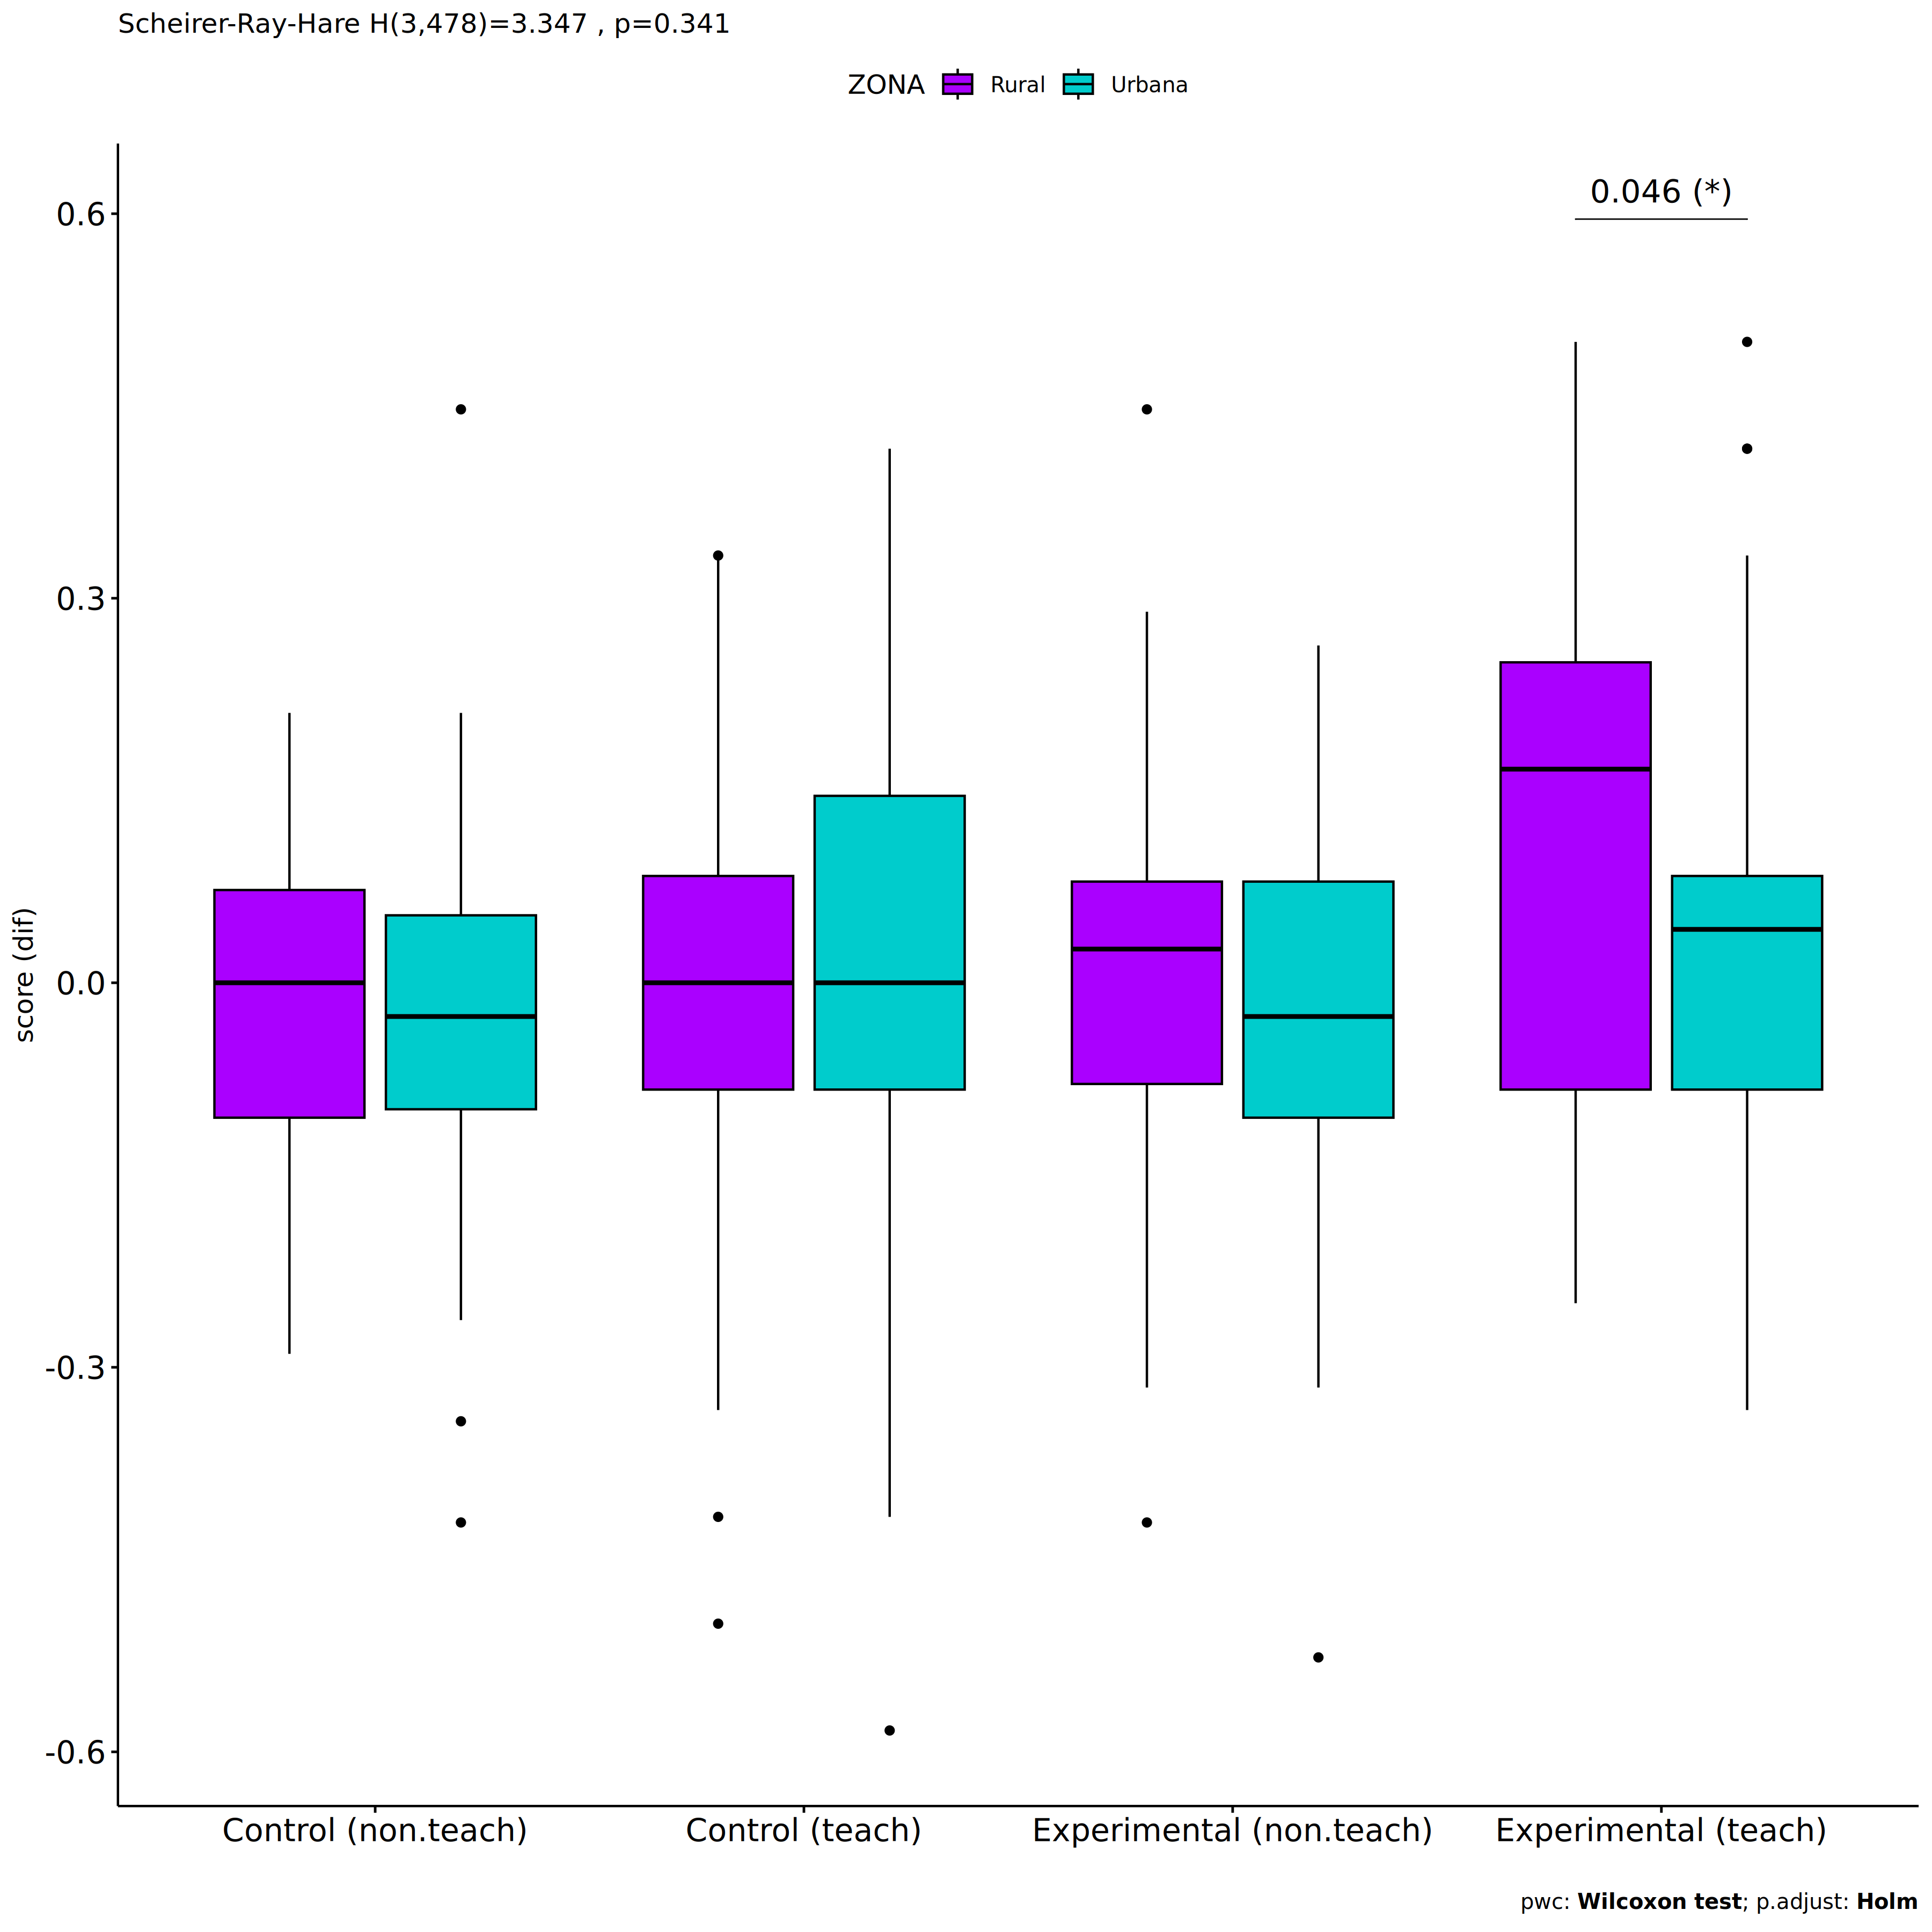 Scheirer-Ray-Hare H(3,478)=3.347 , p=0.341
ZONA Rural Urbana
0.046 (*)
0.6
0.3
0.0
-0.3
-0.6
score (dif)
Control (non.teach) Control (teach) Experimental (non.teach) Experimental (teach)
pwc: Wilcoxon test; p.adjust: Holm